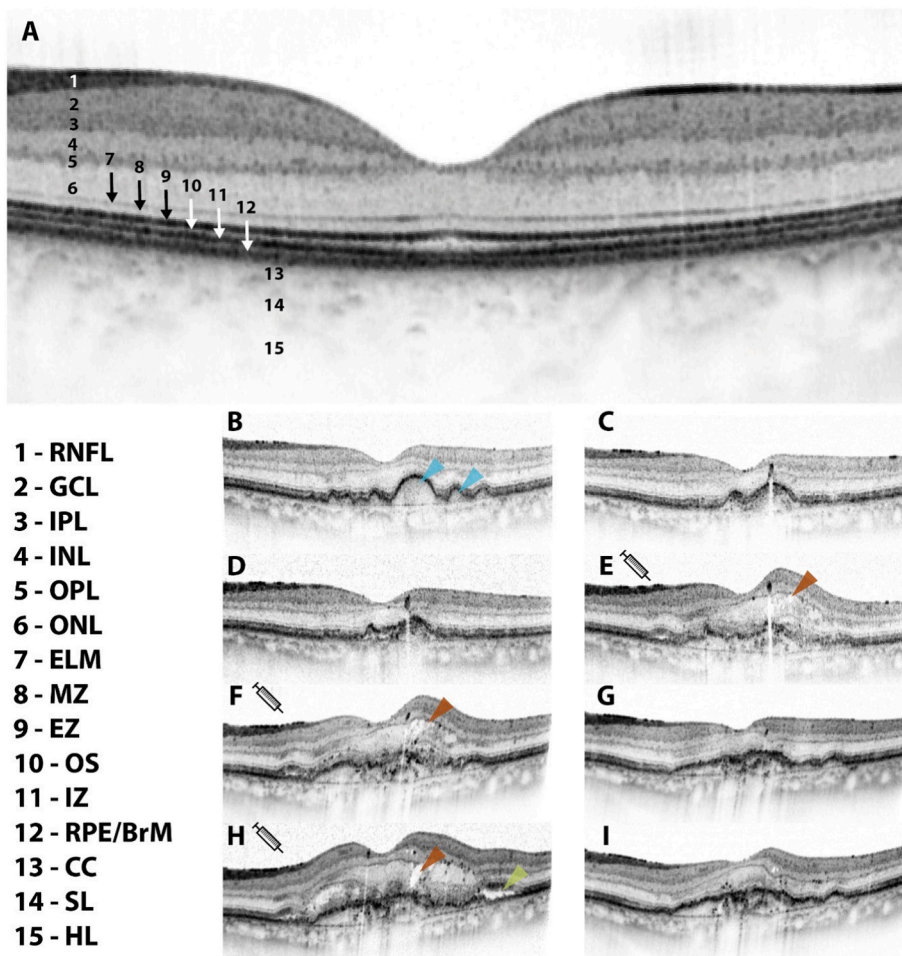 A
1
2
3
4
5
6
7
8
9
10
11
12
13
14
15
1 - RNFL
2 - GCL
3 - IPL
4 - INL
5 - OPL
6 - ONL
7 - ELM
8 - MZ
9 - EZ
10 - OS
11 - IZ
12 - RPE/BrM
13 - CC
14 - SL
15 - HL
B
C
D
E
F
G
H
I